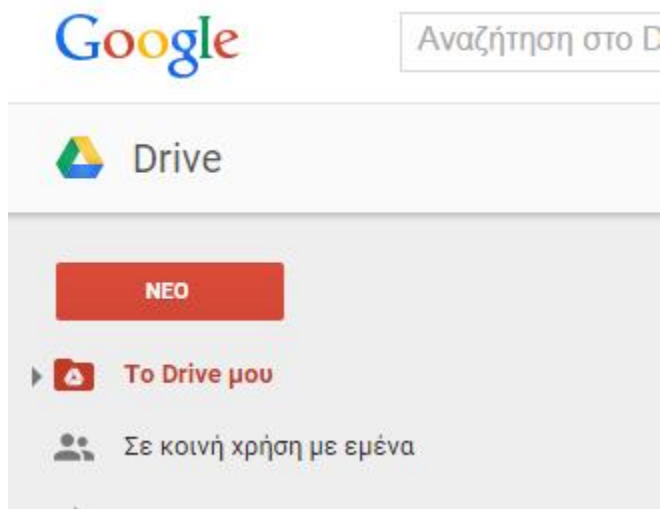 Google
Αναζήτηση στο D
Drive
ΝΕΟ
Το Drive μου
Σε κοινή χρήση με εμένα